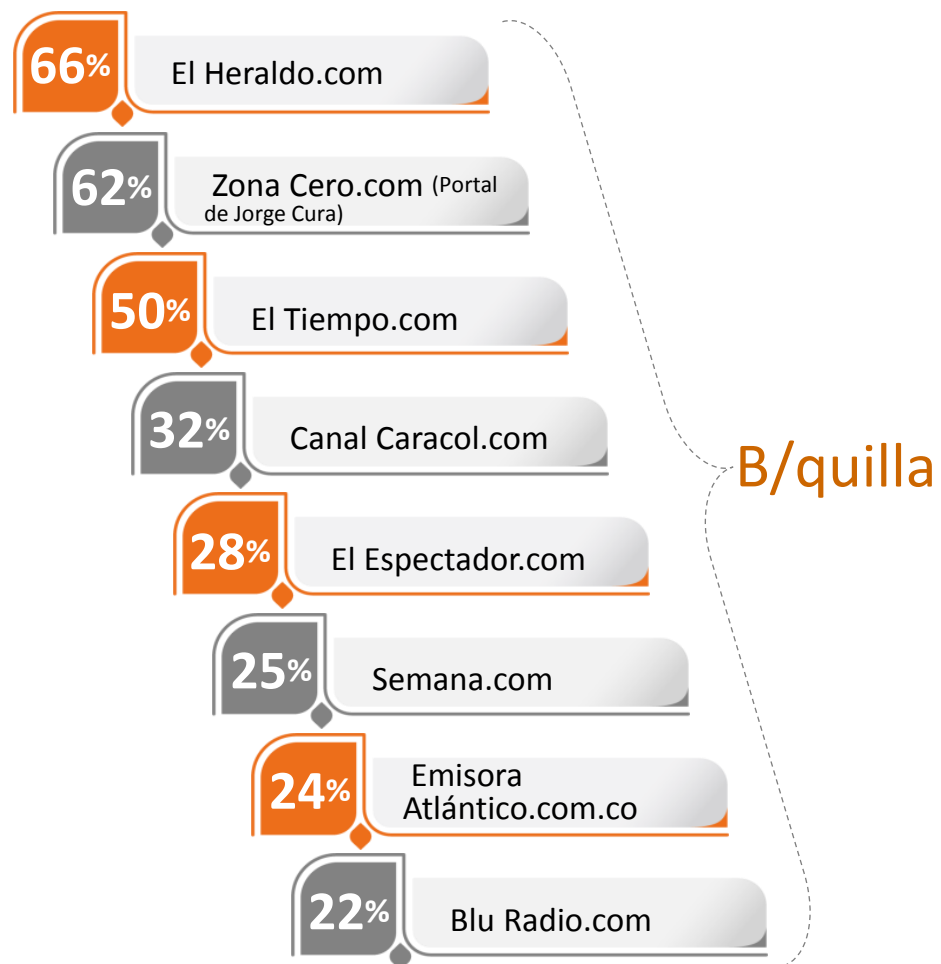 66% El Heraldo.com
62% Zona Cero.com (Portal
de Jorge Cura)
50% El Tiempo.com
32% Canal Caracol.com
B/quilla
28% El Espectador.com
25% Semana.com
24% Emisora
Atlántico.com.co
22% Blu Radio.com